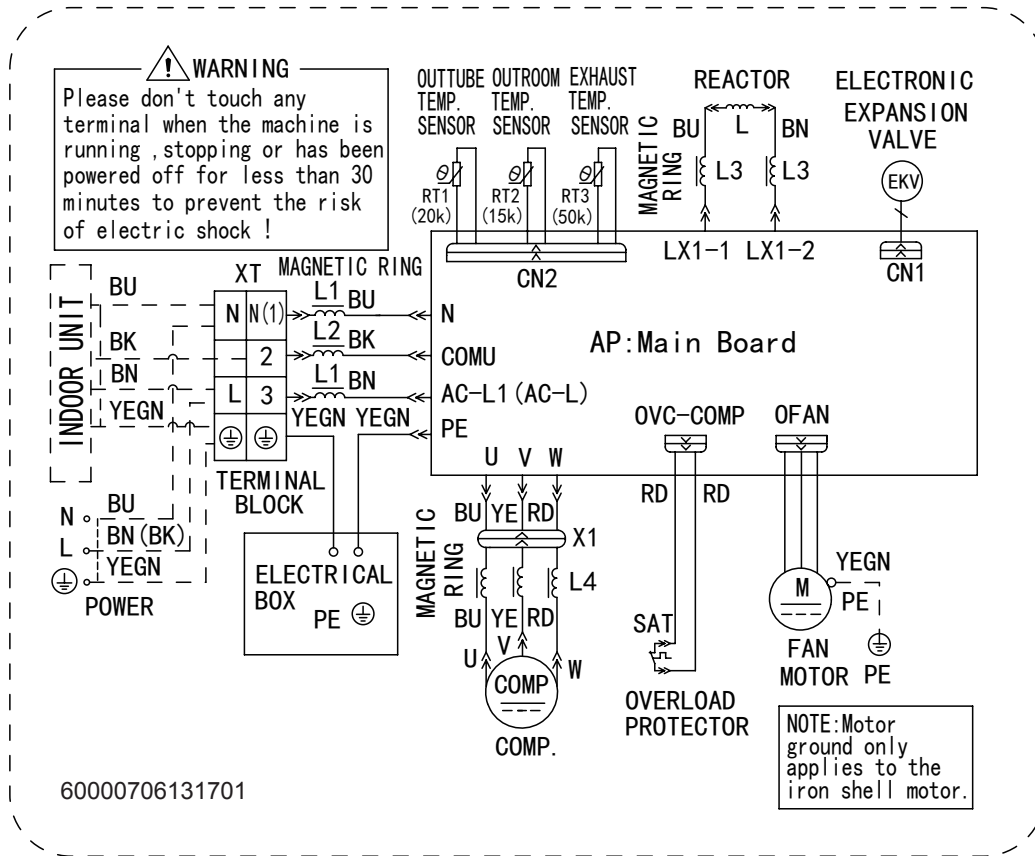 WARNING
Please don't touch any
terminal when the machine is
running ,stopping or has been
powered off for less than 30
minutes to prevent the risk
of electric shock !
OUTTUBE
TEMP.
SENSOR
OUTROOM
TEMP.
SENSOR
EXHAUST
TEMP.
SENSOR
RT1
(20k)
RT2
(15k)
RT3
(50k)
CN2
MAGNETIC
RING
REACTOR
BU
L
BN
L3
L3
LX1-1
LX1-2
ELECTRONIC
EXPANSION
VALVE
EKV
CN1
INDOOR UNIT
BU
BK
BN
YEGN
XT
N
N(1)
2
L
3
TERMINAL
BLOCK
MAGNETIC RING
L1
BU
L2
BK
L1
BN
YEGN
YEGN
N
COMU
AC-L1(AC-L)
PE
AP:Main Board
U
V
W
OVC-COMP
OFAN
N
BU
L
BN(BK)
YEGN
POWER
ELECTRICAL
BOX
PE
MAGNETIC
RING
BU
YE
RD
X1
L4
BU
YE
RD
U
V
W
COMP
COMP.
RD
RD
SAT
OVERLOAD
PROTECTOR
M
FAN
MOTOR
YEGN
PE
PE
NOTE:Motor
ground only
applies to the
iron shell motor.
60000706131701